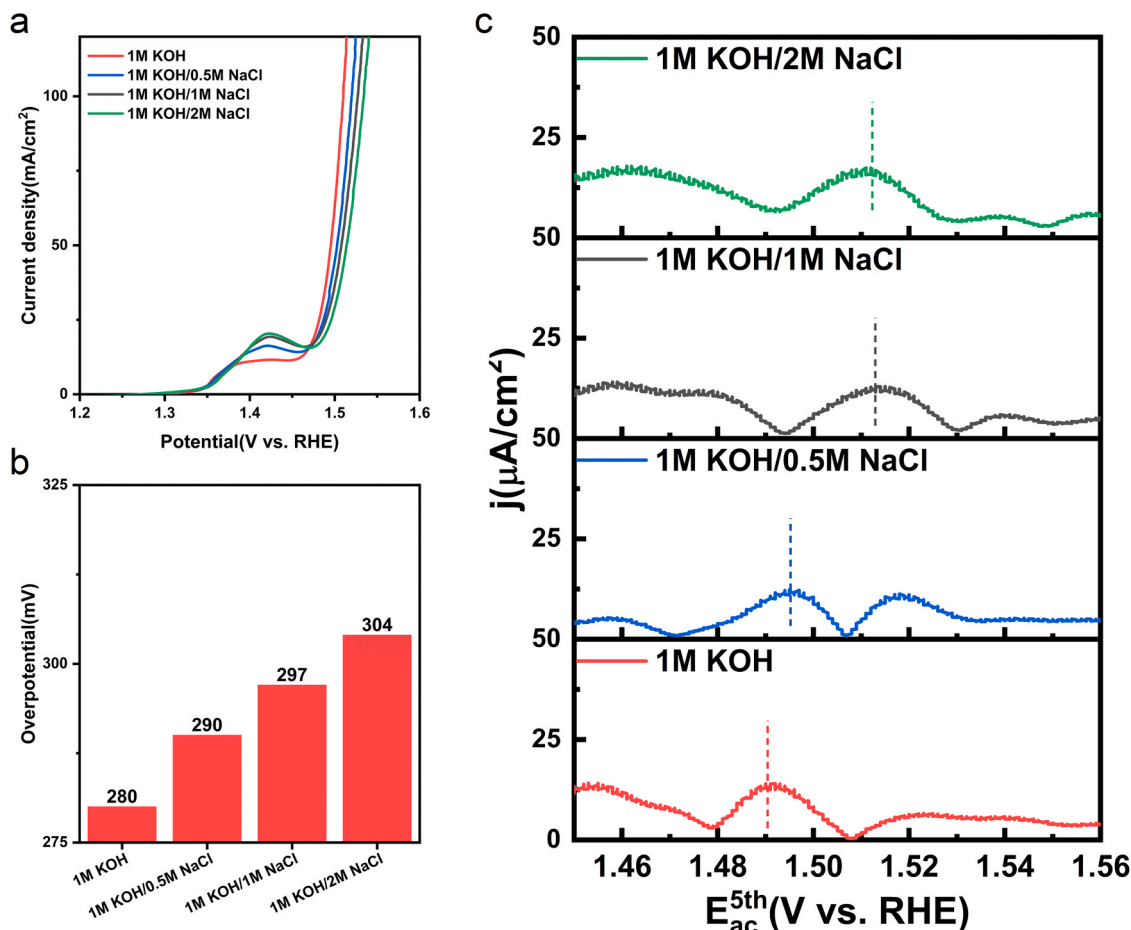 a
1M KOH
1M KOH/0.5M NaCl
1M KOH/1M NaCl
1M KOH/2M NaCl
100
50
0
1.2
1.3
1.4
1.5
1.6
Current density(mA/cm²)
Potential(V vs. RHE)
b
325
300
275
Overpotential(mV)
280
290
297
304
1M KOH
1M KOH/0.5M NaCl
1M KOH/1M NaCl
1M KOH/2M NaCl
c
50
1M KOH/2M NaCl
25
50
1M KOH/1M NaCl
25
50
1M KOH/0.5M NaCl
25
50
1M KOH
25
0
j(μA/cm²)
1.46
1.48
1.50
1.52
1.54
1.56
E_ac^5th(V vs. RHE)